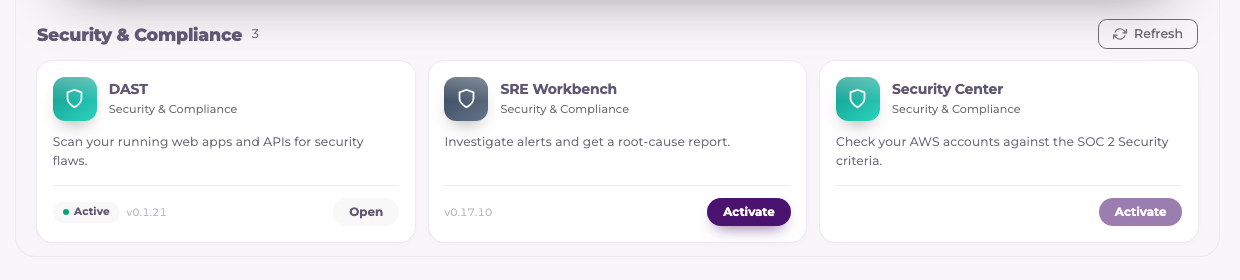 Security & Compliance 3
Refresh
DAST
Security & Compliance
Scan your running web apps and APIs for security
flaws.
Active v0.1.21
Open
SRE Workbench
Security & Compliance
Investigate alerts and get a root-cause report.
v0.17.10
Activate
Security Center
Security & Compliance
Check your AWS accounts against the SOC 2 Security
criteria.
Activate